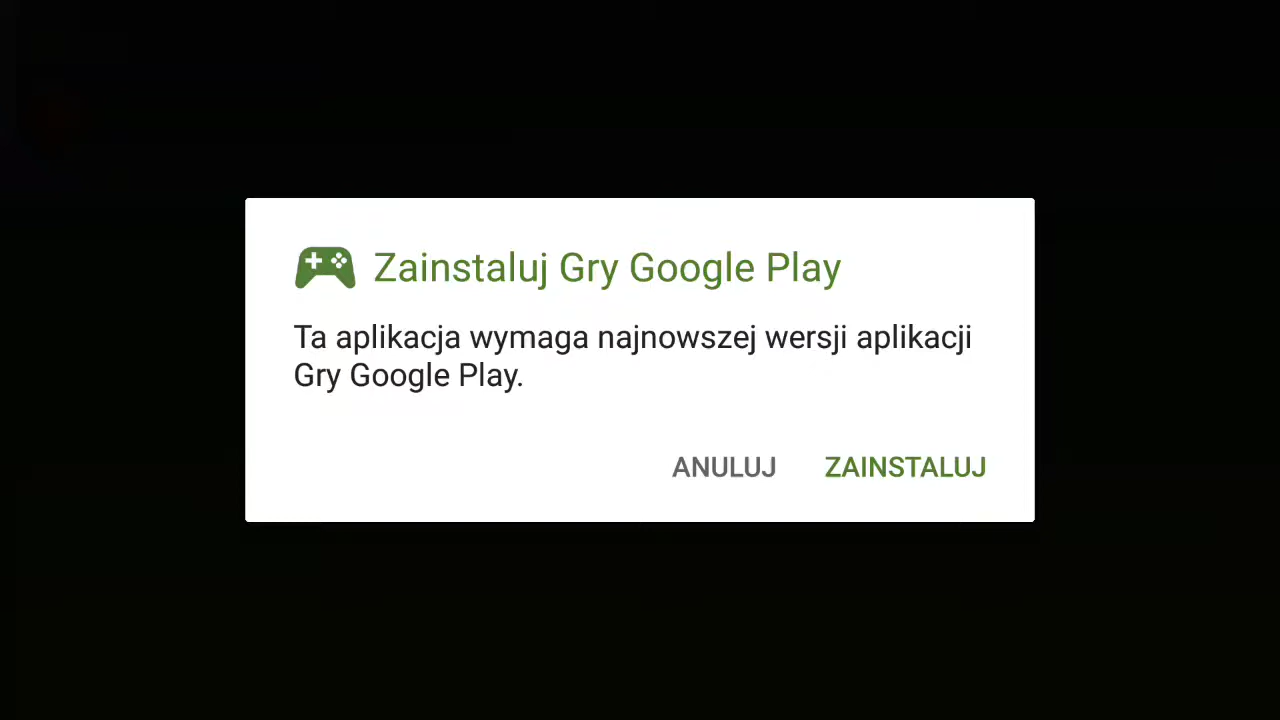 Zainstaluj Gry Google Play
Ta aplikacja wymaga najnowszej wersji aplikacji
Gry Google Play.
ANULUJ ZAINSTALUJ